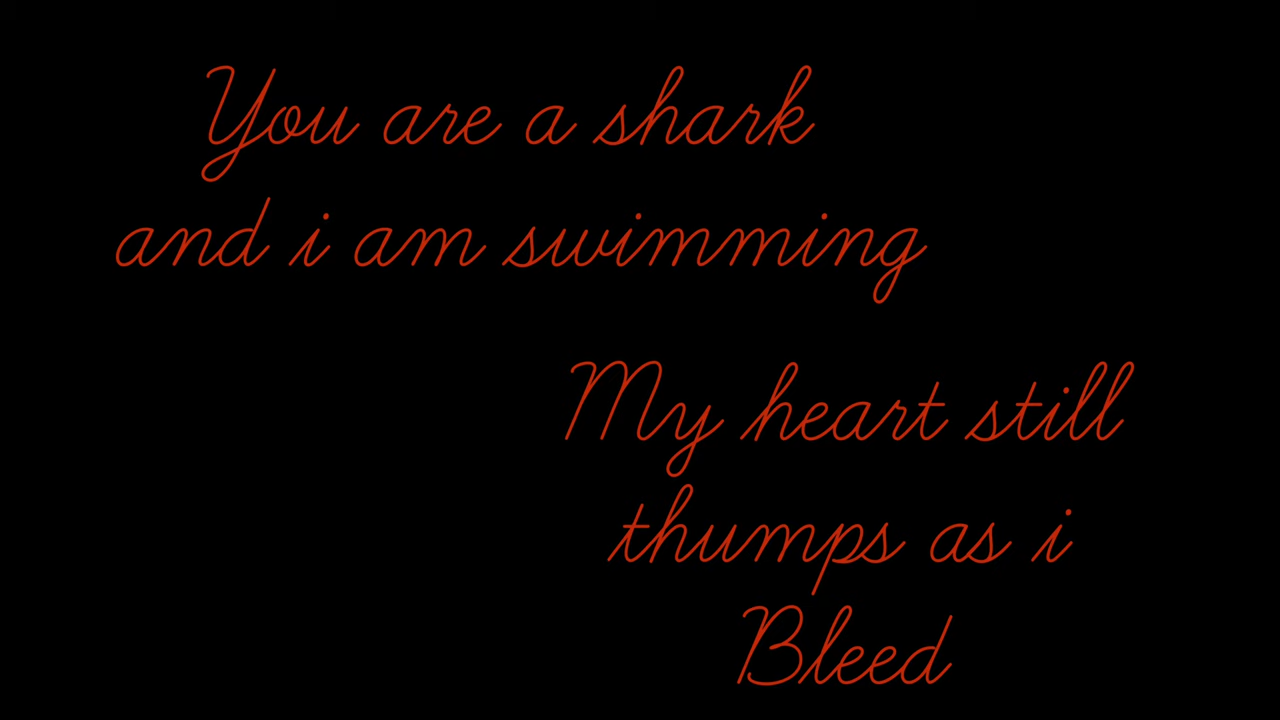 You are a shark
and i am swimming
My heart still
thumps as i
Bleed